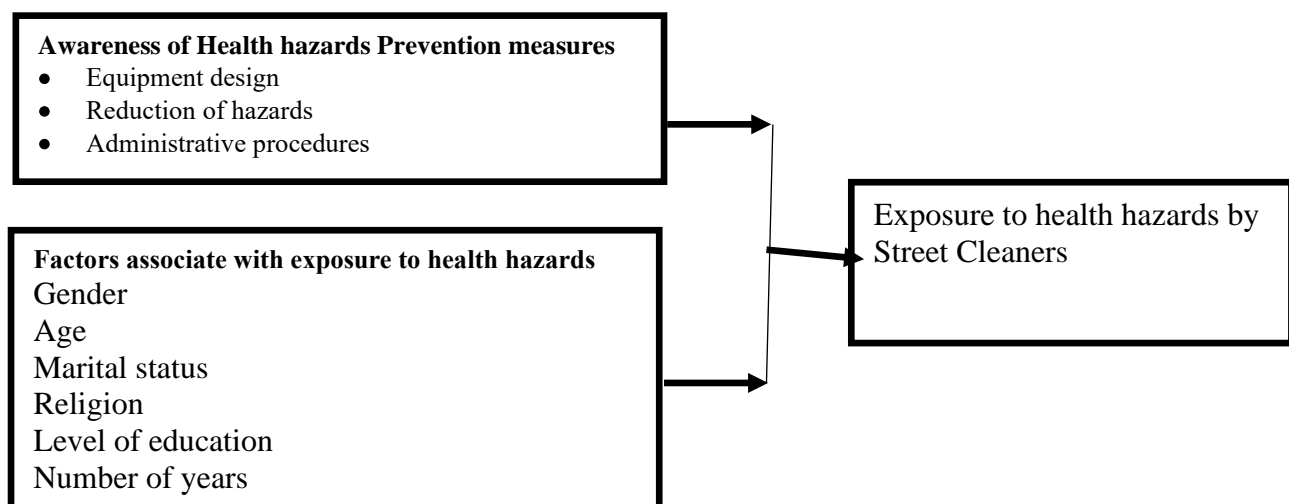 Awareness of Health hazards Prevention measures
● Equipment design
● Reduction of hazards
● Administrative procedures
Factors associate with exposure to health hazards
Gender
Age
Marital status
Religion
Level of education
Number of years
Exposure to health hazards by
Street Cleaners